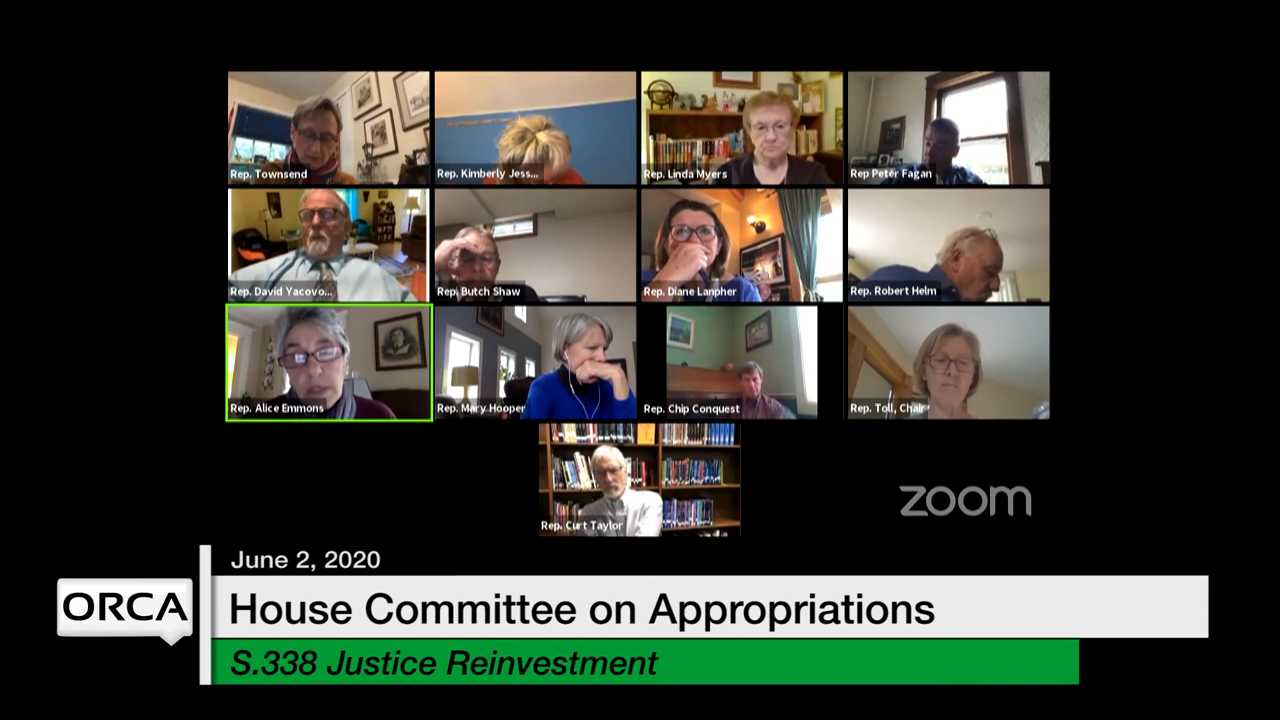 Rep. Townsend
Rep. Kimberly Jess...
Rep. Linda Myers
Rep Peter Fagan
Rep. David Yacovo...
Rep. Butch Shaw
Rep. Diane Lanpher
Rep. Robert Helm
Rep. Alice Emmons
Rep. Mary Hooper
Rep. Chip Conquest
Rep. Toll, Chair
Rep. Curt Taylor
zoom
June 2, 2020
ORCA
House Committee on Appropriations
S.338 Justice Reinvestment